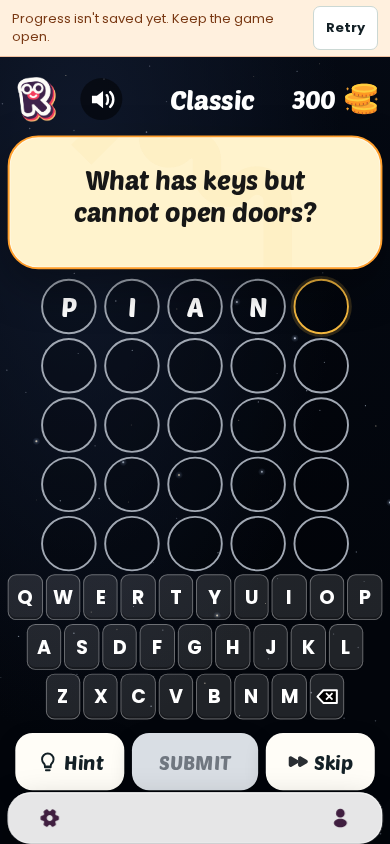 Progress isn't saved yet. Keep the game
open.
Retry
R
Classic
300
What has keys but
cannot open doors?
P I A N
Q W E R T Y U I O P
A S D F G H J K L
Z X C V B N M
Hint
SUBMIT
Skip